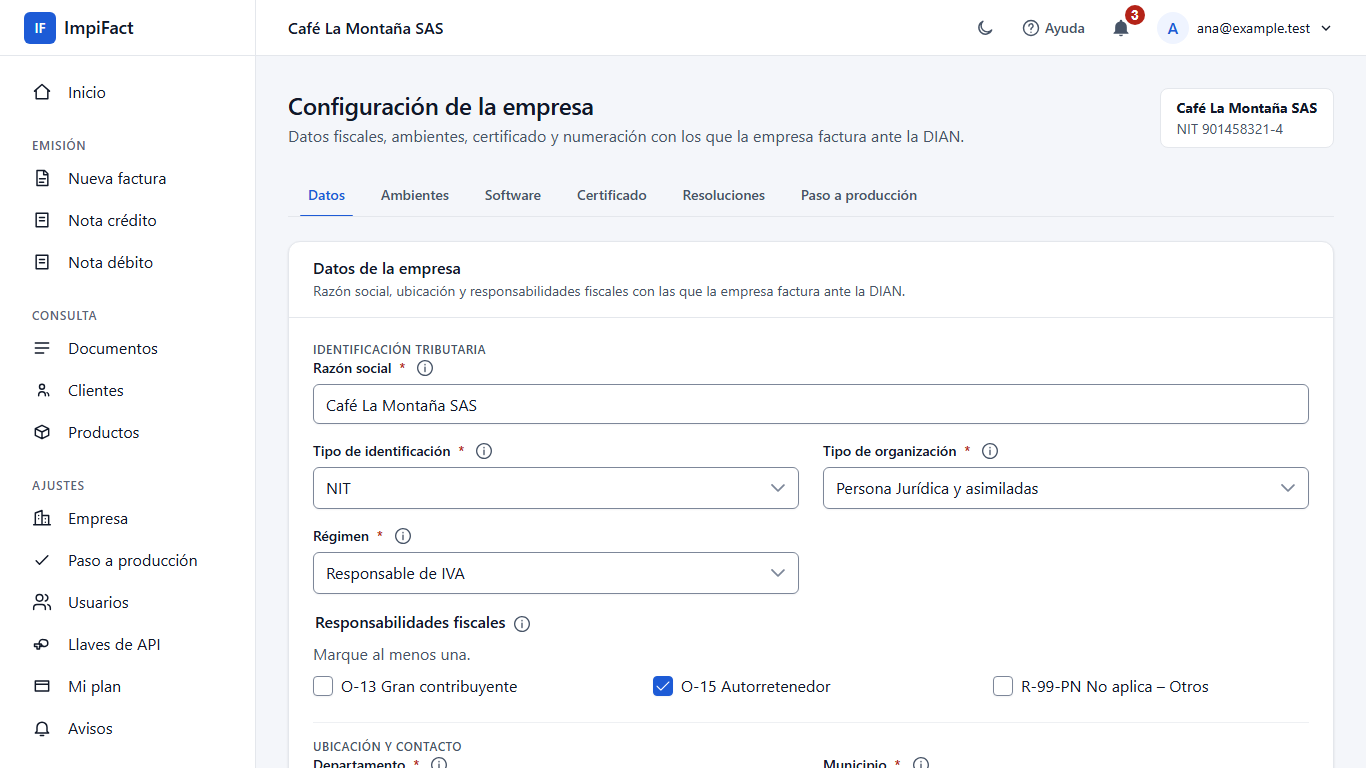 IF ImpiFact
Café La Montaña SAS
Ayuda
3
A
ana@example.test
Inicio
EMISIÓN
Nueva factura
Nota crédito
Nota débito
CONSULTA
Documentos
Clientes
Productos
AJUSTES
Empresa
Paso a producción
Usuarios
Llaves de API
Mi plan
Avisos
Configuración de la empresa
Datos fiscales, ambientes, certificado y numeración con los que la empresa factura ante la DIAN.
Café La Montaña SAS
NIT 901458321-4
Datos Ambientes Software Certificado Resoluciones Paso a producción
Datos de la empresa
Razón social, ubicación y responsabilidades fiscales con las que la empresa factura ante la DIAN.
IDENTIFICACIÓN TRIBUTARIA
Razón social *
Café La Montaña SAS
Tipo de identificación * Tipo de organización *
NIT Persona Jurídica y asimiladas
Régimen *
Responsable de IVA
Responsabilidades fiscales
Marque al menos una.
O-13 Gran contribuyente O-15 Autorretenedor R-99-PN No aplica – Otros
UBICACIÓN Y CONTACTO
Departamento * Municipio *